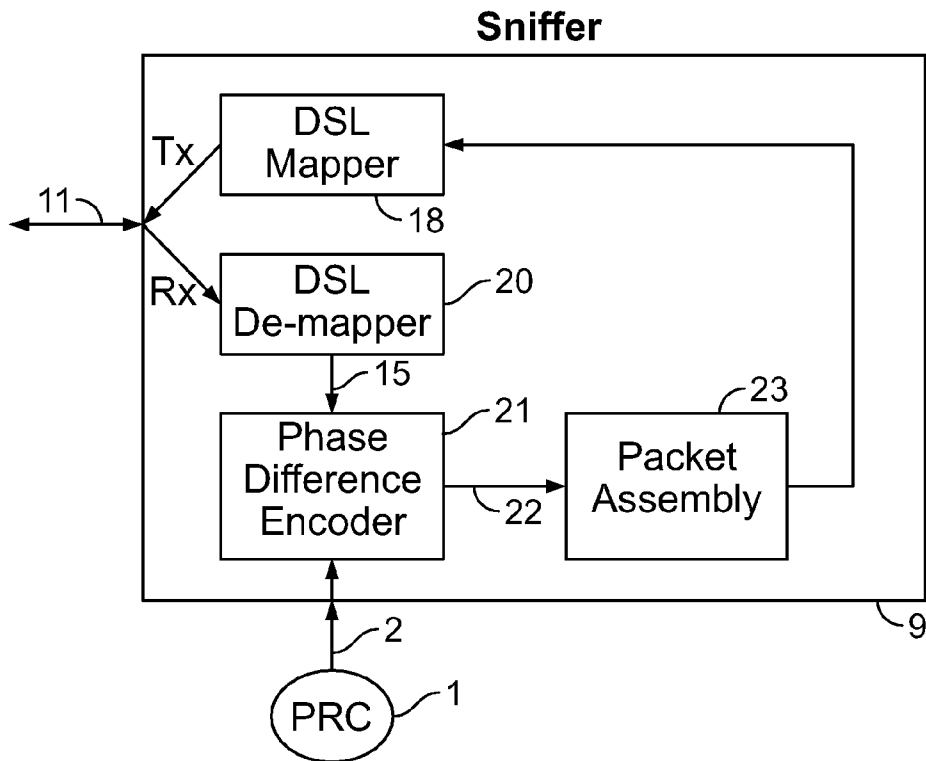 Sniffer
DSL
Mapper
18
Tx
11
Rx
DSL
De-mapper
20
15
Phase
Difference
Encoder
21
22
Packet
Assembly
23
9
2
PRC
1